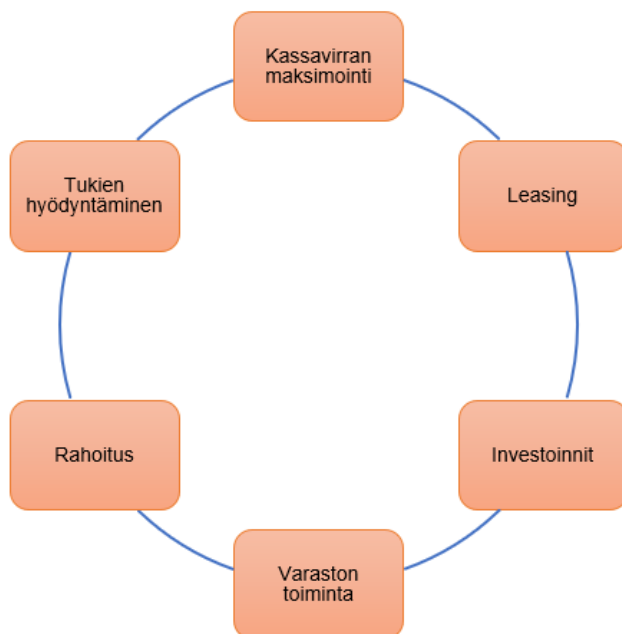 Kassavirran
maksimointi
Leasing
Investoinnit
Varaston
toiminta
Rahoitus
Tukien
hyödyntäminen